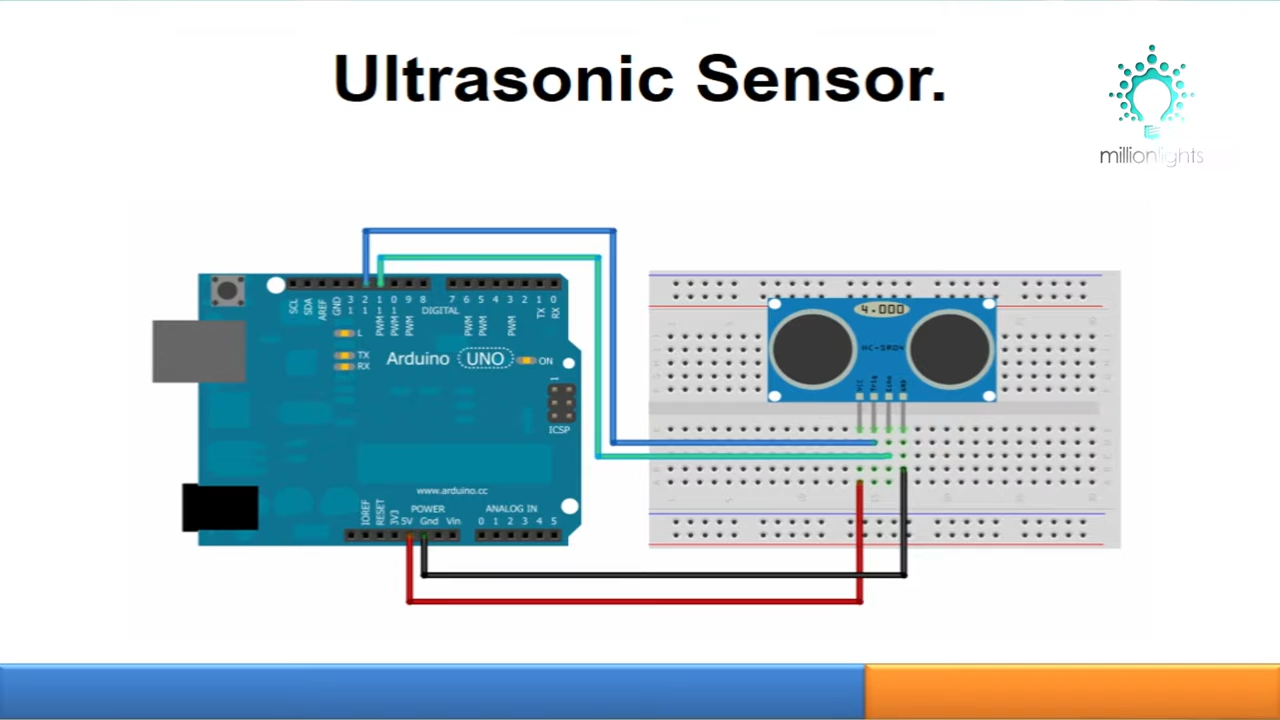 Ultrasonic Sensor.
millionlights
SCL
SDA
AREF
GND
13
12
PWM 11
PWM 10
PWM 9
8
DIGITAL
7
PWM 6
PWM 5
4
PWM 3
2
TX 1
RX 0
L
TX
RX
Arduino UNO
ON
1
ICSP
4.000
HC-SR04
VCC
Trig
Echo
GND
www.arduino.cc
POWER
ANALOG IN
IOREF
RESET
3V3
5V Gnd Vin
0 1 2 3 4 5